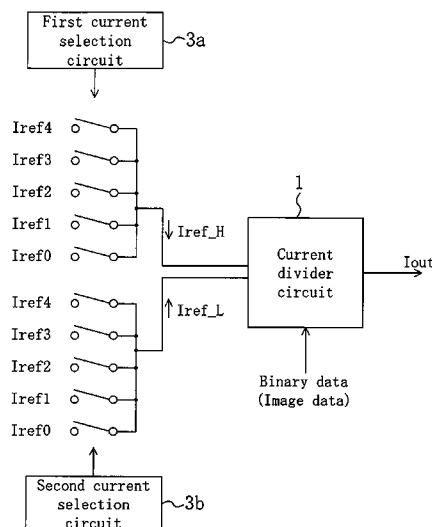 First current
selection
circuit
3a
Iref4
Iref3
Iref2
Iref1
Iref0
Iref_H
1
Current
divider
circuit
Iout
Iref4
Iref3
Iref2
Iref1
Iref0
Iref_L
Binary data
(Image data)
Second current
selection
circuit
3b